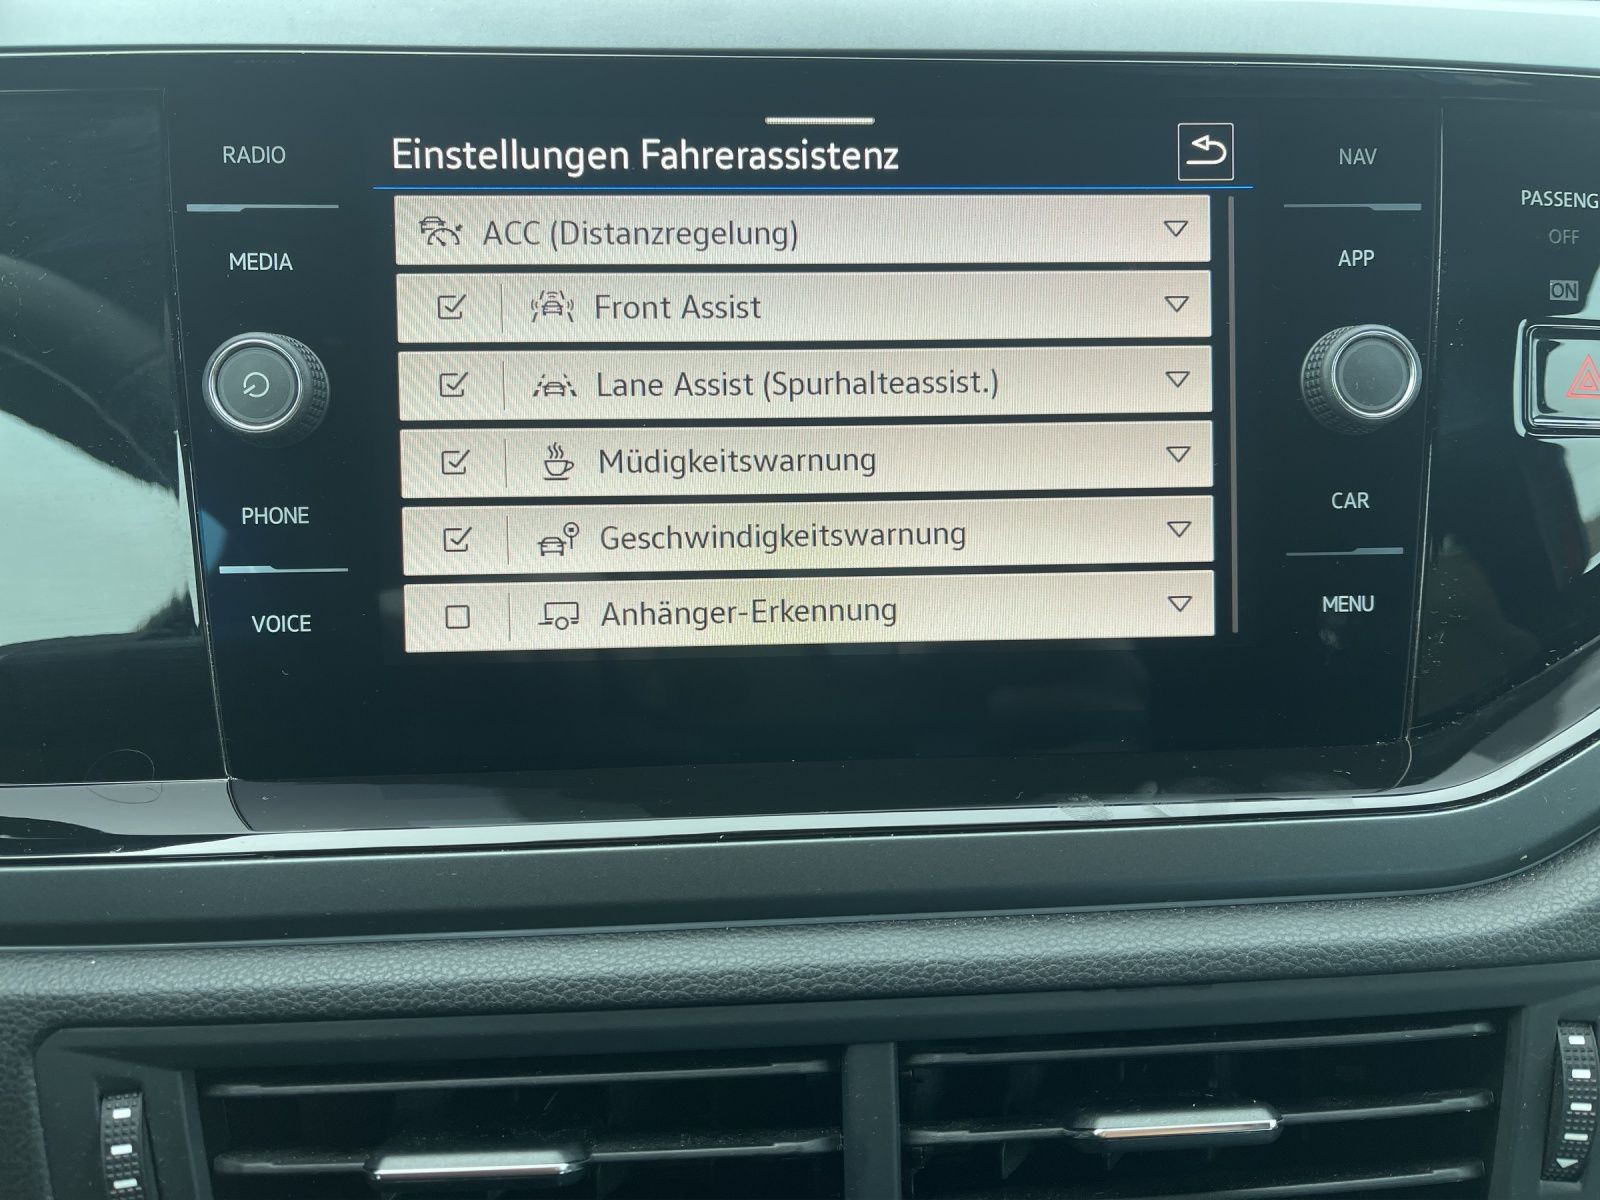 Einstellungen Fahrerassistenz
ACC (Distanzregelung)
Front Assist
Lane Assist (Spurhalteassist.)
Müdigkeitswarnung
Geschwindigkeitswarnung
Anhänger-Erkennung
RADIO
MEDIA
PHONE
VOICE
NAV
APP
CAR
MENU
PASSENG
OFF
ON